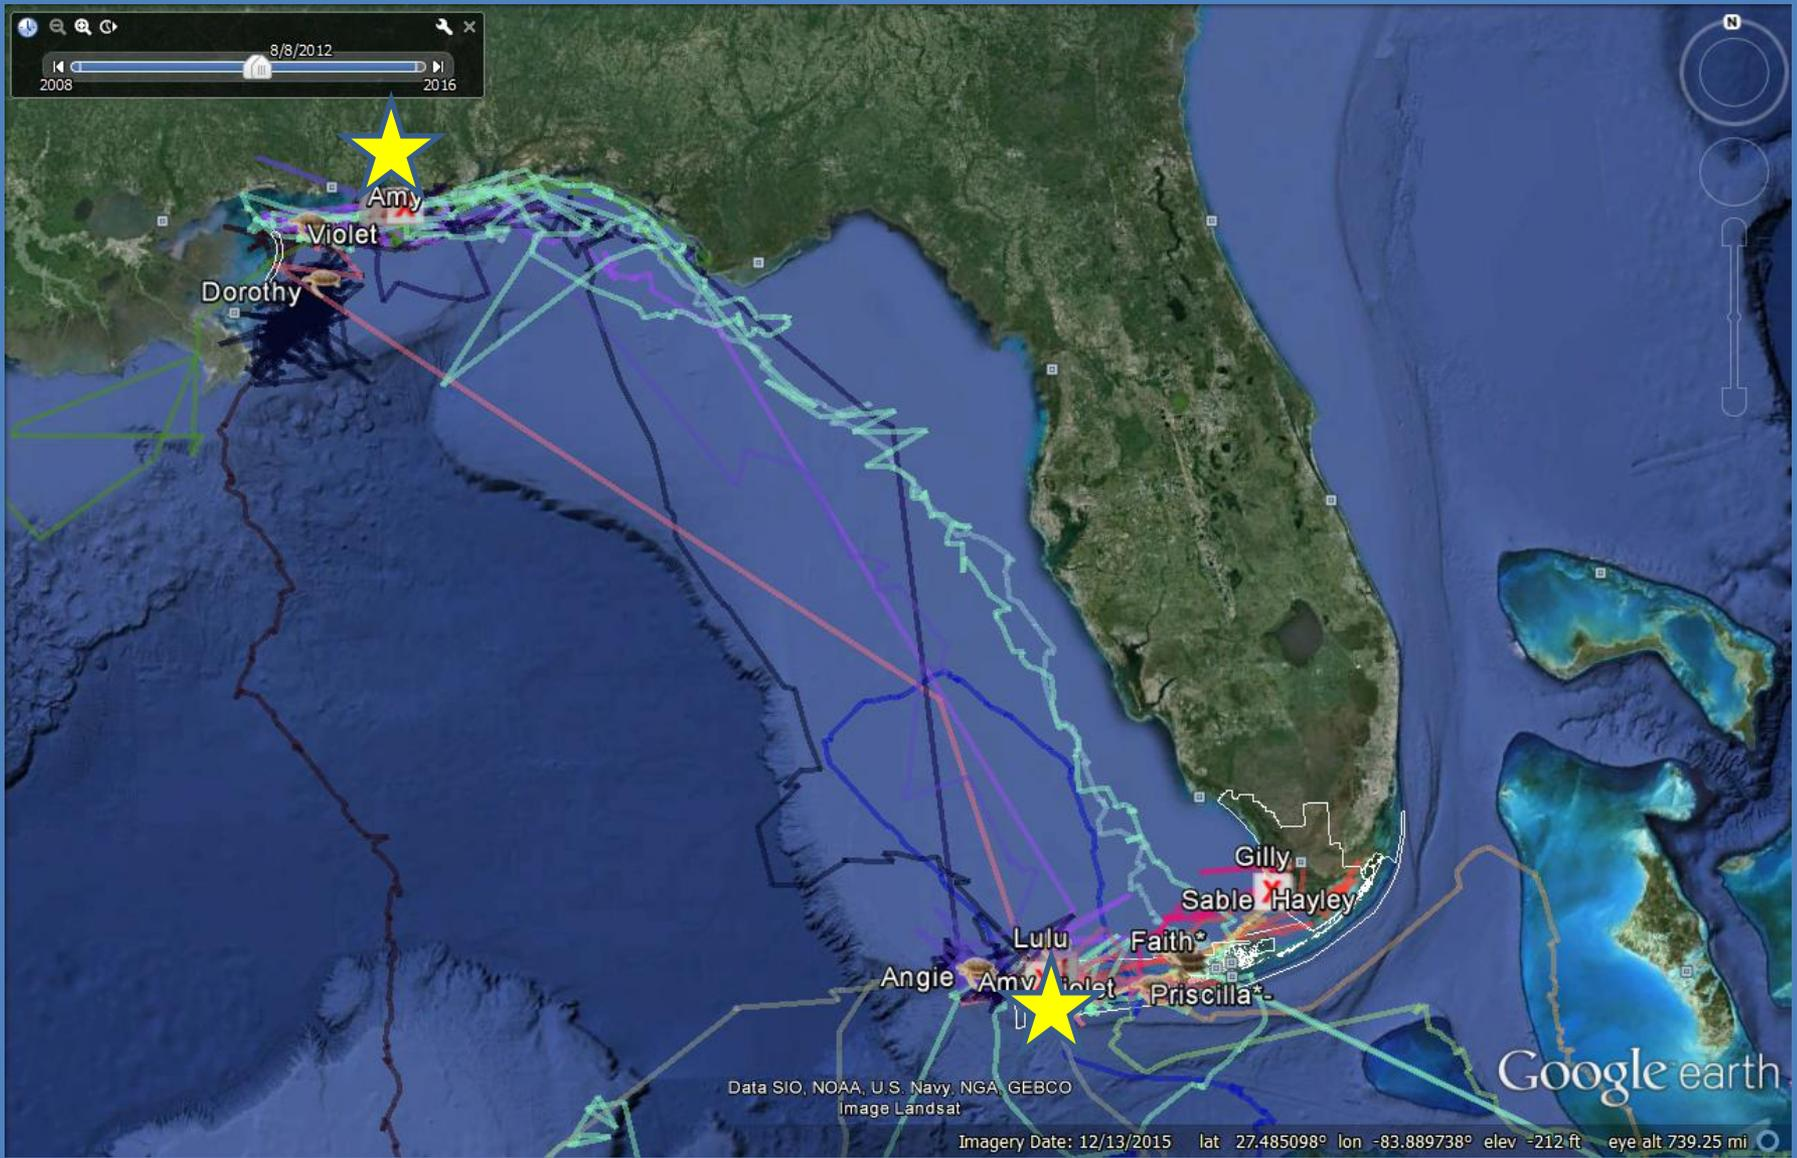 8/8/2012
2008 2016
N
Amy
Violet
Dorothy
Gilly
Sable Hayley
Lulu Faith*
Angie Amy
Priscilla*-
Data SIO, NOAA, U.S. Navy, NGA, GEBCO
Image Landsat
Google earth
Imagery Date: 12/13/2015 lat 27.485098° lon -83.889738° elev -212 ft eye alt 739.25 mi